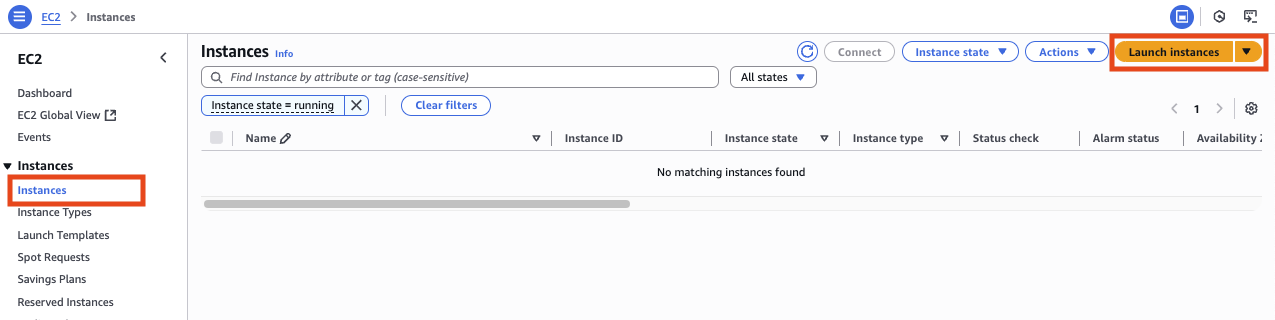 EC2 > Instances
EC2
Dashboard
EC2 Global View
Events
Instances
Instances
Instance Types
Launch Templates
Spot Requests
Savings Plans
Reserved Instances
Instances Info
Connect
Instance state
Actions
Launch instances
Find Instance by attribute or tag (case-sensitive)
All states
Instance state = running
Clear filters
1
Name
Instance ID
Instance state
Instance type
Status check
Alarm status
Availability Z
No matching instances found